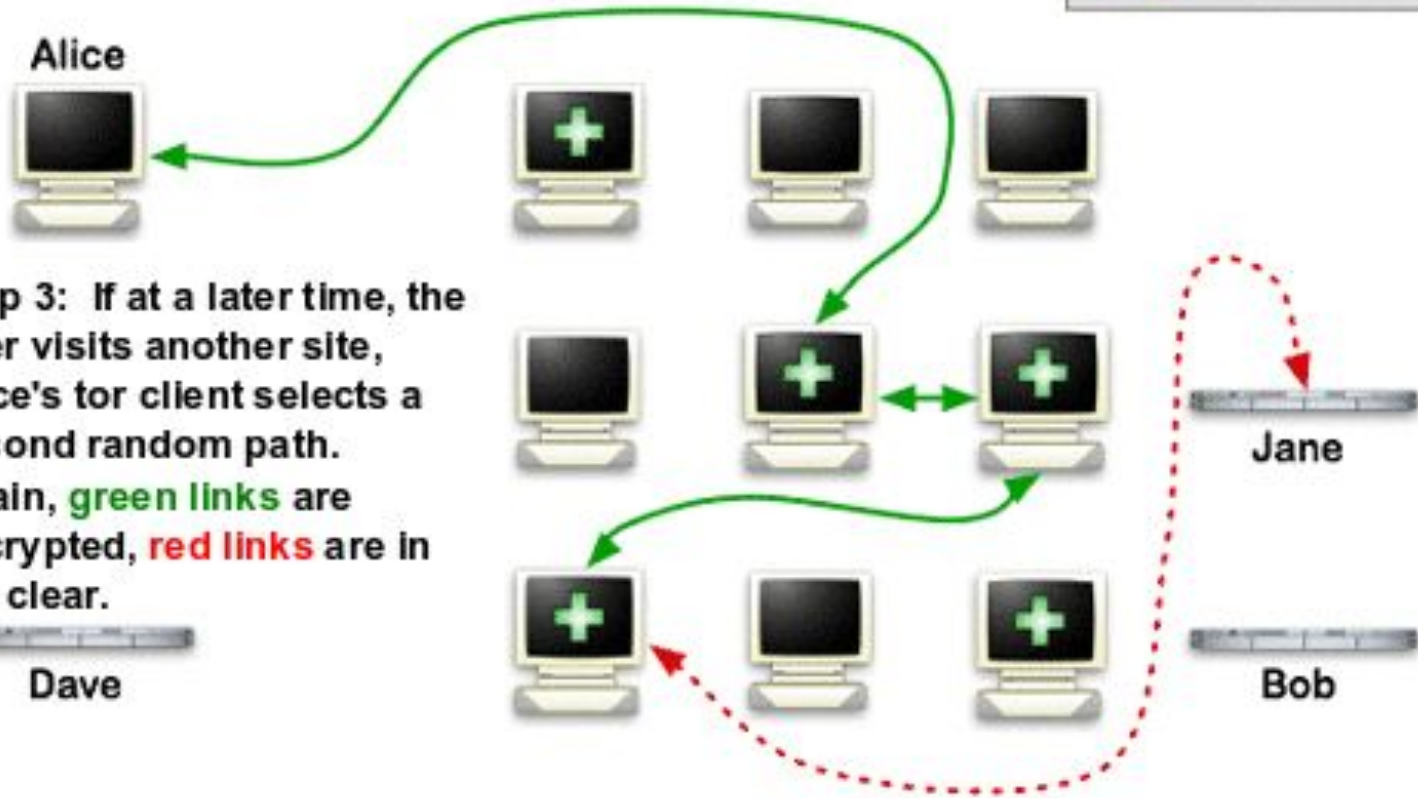 Alice
p 3: If at a later time, the
er visits another site,
ce's tor client selects a
cond random path.
ain, green links are
crypted, red links are in
clear.
Jane
Dave
Bob